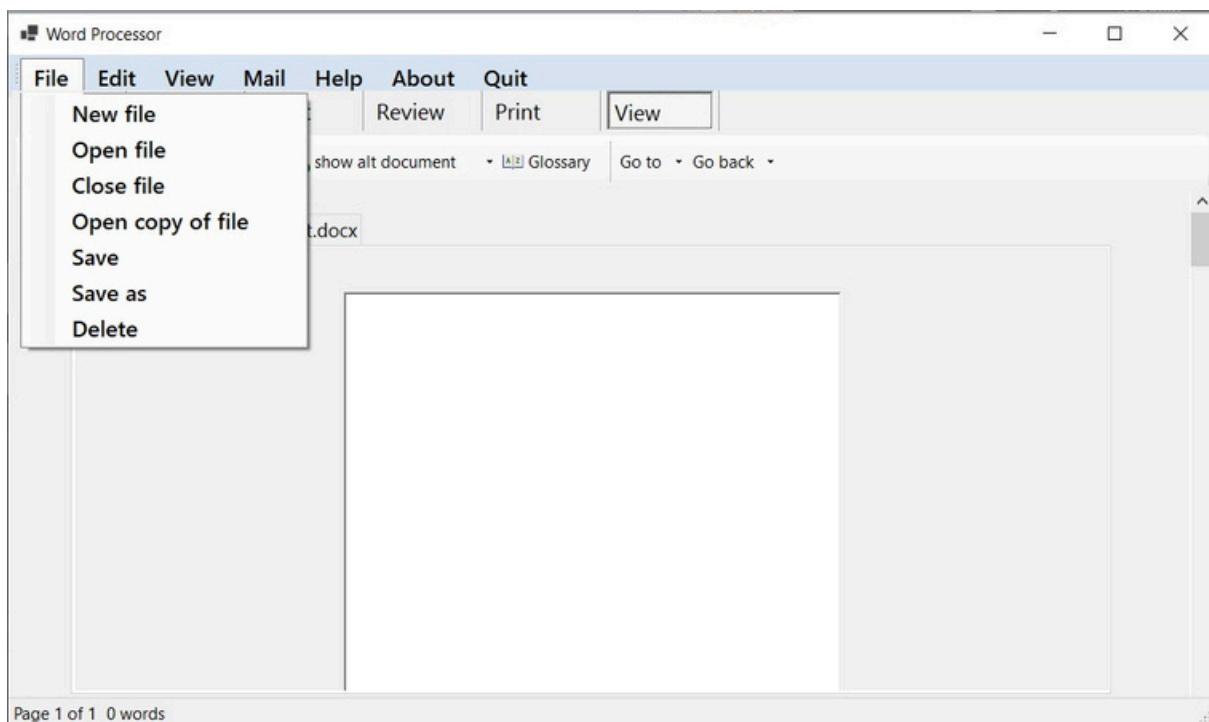 Word Processor
File Edit View Mail Help About Quit
New file
Review Print View
Open file
show alt document Glossary Go to Go back
Close file
Open copy of file
.docx
Save
Save as
Delete
Page 1 of 1 0 words